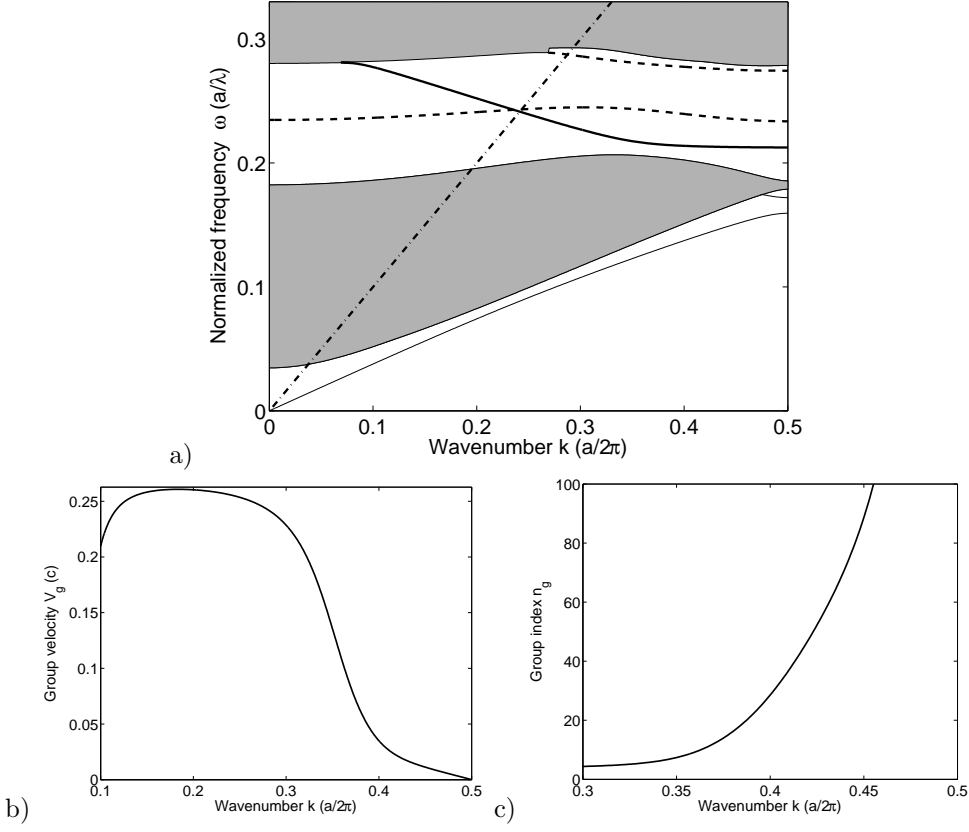 0.3
0.2
0.1
0
Normalized frequency ω (a/λ)
0 0.1 0.2 0.3 0.4 0.5
Wavenumber k (a/2π)
a)
0.25
0.2
0.15
0.1
0.05
0
Group velocity V_g (c)
0.1 0.2 0.3 0.4 0.5
Wavenumber k (a/2π)
b)
100
80
60
40
20
0
Group index n_g
0.3 0.35 0.4 0.45 0.5
Wavenumber k (a/2π)
c)